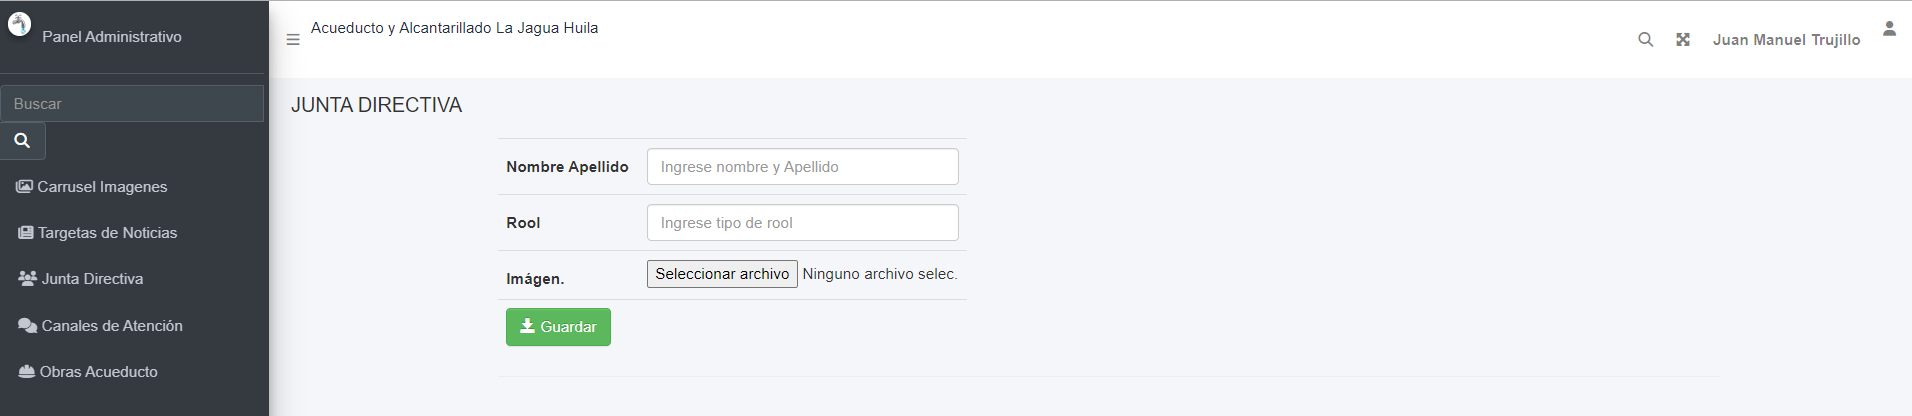 Panel Administrativo
Buscar
Carrusel Imagenes
Targetas de Noticias
Junta Directiva
Canales de Atención
Obras Acueducto
Acueducto y Alcantarillado La Jagua Huila
Juan Manuel Trujillo
JUNTA DIRECTIVA
Nombre Apellido Ingrese nombre y Apellido
Rool Ingrese tipo de rool
Imágen. Seleccionar archivo Ninguno archivo selec.
Guardar